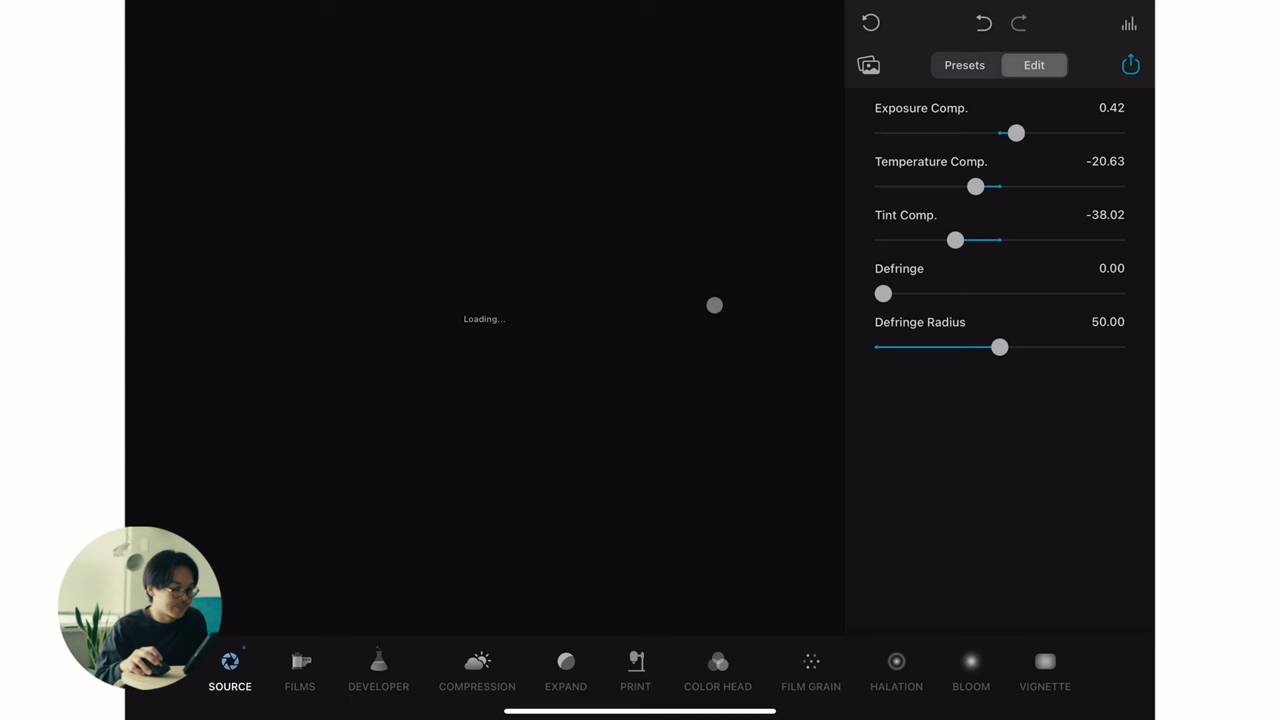 Presets
Edit
Exposure Comp.
0.42
Temperature Comp.
-20.63
Tint Comp.
-38.02
Defringe
0.00
Defringe Radius
50.00
Loading...
SOURCE
FILMS
DEVELOPER
COMPRESSION
EXPAND
PRINT
COLOR HEAD
FILM GRAIN
HALATION
BLOOM
VIGNETTE